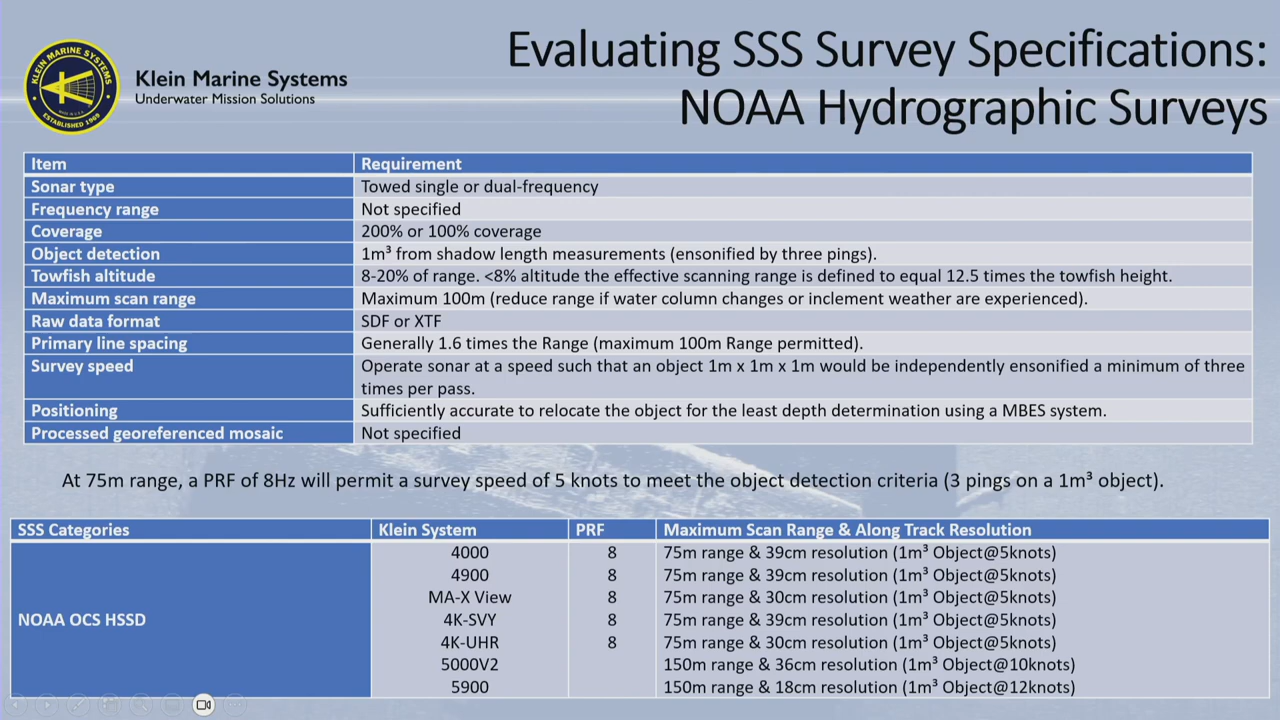 Evaluating SSS Survey Specifications:
NOAA Hydrographic Surveys
KLEIN MARINE SYSTEMS
ESTABLISHED 1968
Klein Marine Systems
Underwater Mission Solutions
Item Requirement
Sonar type Towed single or dual-frequency
Frequency range Not specified
Coverage 200% or 100% coverage
Object detection 1m³ from shadow length measurements (ensonified by three pings).
Towfish altitude 8-20% of range. <8% altitude the effective scanning range is defined to equal 12.5 times the towfish height.
Maximum scan range Maximum 100m (reduce range if water column changes or inclement weather are experienced).
Raw data format SDF or XTF
Primary line spacing Generally 1.6 times the Range (maximum 100m Range permitted).
Survey speed Operate sonar at a speed such that an object 1m x 1m x 1m would be independently ensonified a minimum of three
times per pass.
Positioning Sufficiently accurate to relocate the object for the least depth determination using a MBES system.
Processed georeferenced mosaic Not specified
At 75m range, a PRF of 8Hz will permit a survey speed of 5 knots to meet the object detection criteria (3 pings on a 1m³ object).
SSS Categories Klein System PRF Maximum Scan Range & Along Track Resolution
4000 8 75m range & 39cm resolution (1m³ Object@5knots)
4900 8 75m range & 39cm resolution (1m³ Object@5knots)
MA-X View 8 75m range & 30cm resolution (1m³ Object@5knots)
NOAA OCS HSSD 4K-SVY 8 75m range & 39cm resolution (1m³ Object@5knots)
4K-UHR 8 75m range & 30cm resolution (1m³ Object@5knots)
5000V2 150m range & 36cm resolution (1m³ Object@10knots)
5900 150m range & 18cm resolution (1m³ Object@12knots)